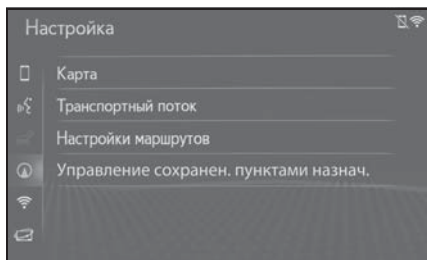 Настройка
Карта
Транспортный поток
Настройки маршрутов
Управление сохранен. пунктами назнач.